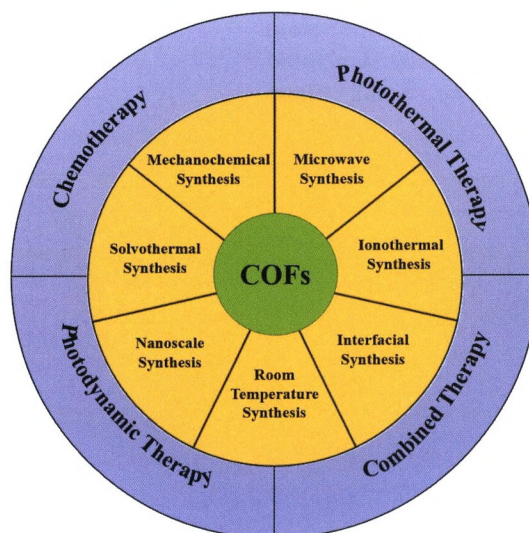 Chemotherapy
Photothermal Therapy
Mechanochemical
Synthesis
Microwave
Synthesis
Solvothermal
Synthesis
COFs
Ionothermal
Synthesis
Nanoscale
Synthesis
Room
Temperature
Synthesis
Interfacial
Synthesis
Photodynamic Therapy
Combined Therapy